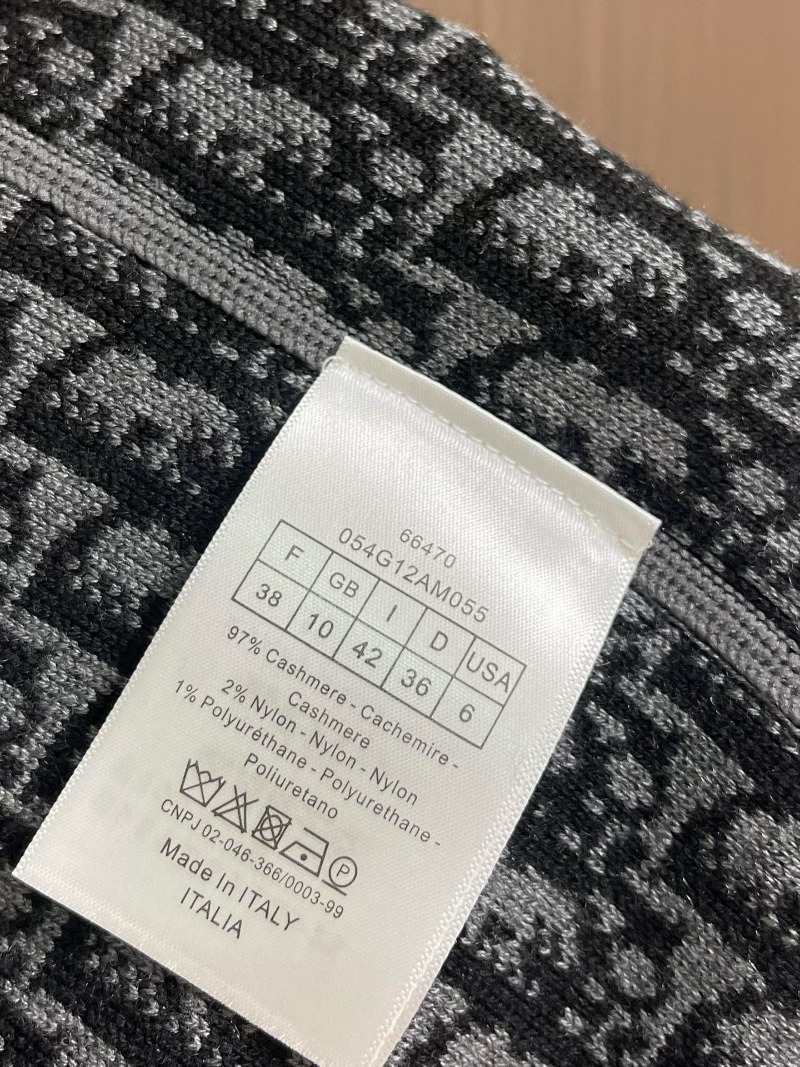 66470
054G12AM055
F GB I D USA
38 10 42 36 6
97% Cashmere - Cachemire -
Cashmere
2% Nylon - Nylon - Nylon
1% Polyuréthane - Polyurethane -
Poliuretano
P
CNPJ 02-046-366/0003-99
Made In ITALY
ITALIA